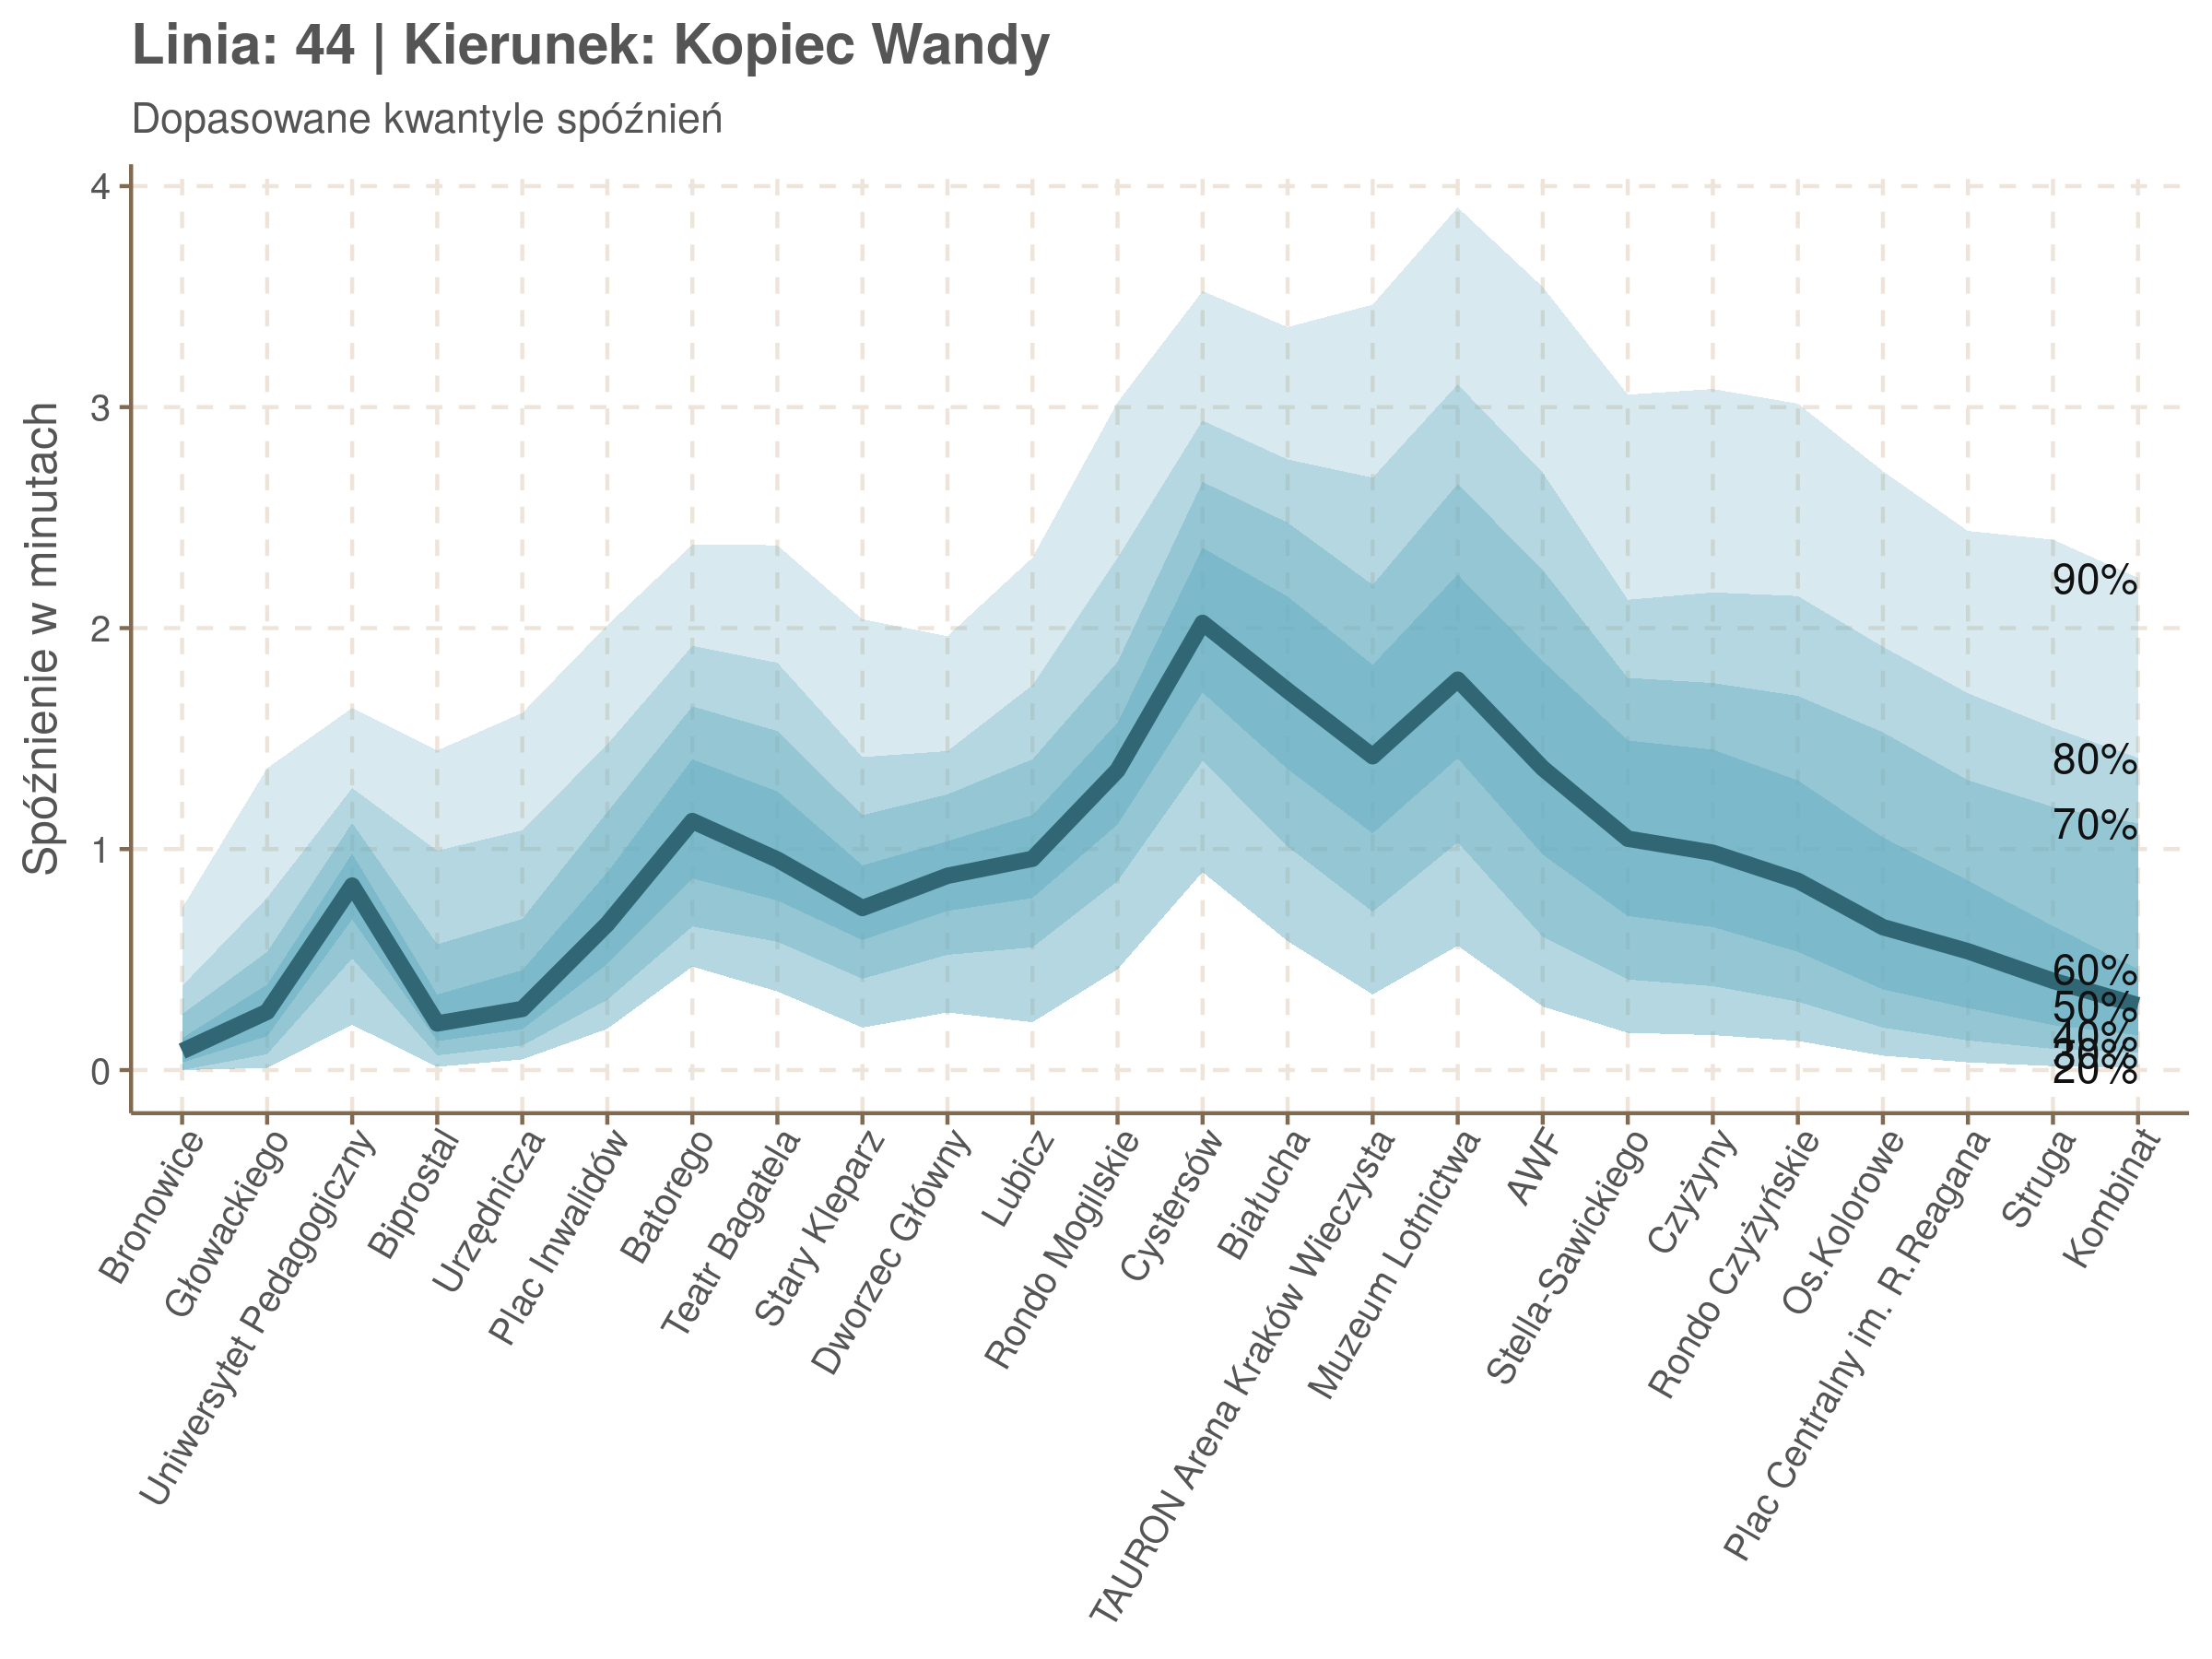 Linia: 44 | Kierunek: Kopiec Wandy
Dopasowane kwantyle spóźnień
Spóźnienie w minutach
4
3
2
1
0
90%
80%
70%
60%
50%
40%
30%
20%
Bronowice
Głowackiego
Uniwersytet Pedagogiczny
Biprostal
Urzędnicza
Plac Inwalidów
Batorego
Teatr Bagatela
Stary Kleparz
Dworzec Główny
Lubicz
Rondo Mogilskie
Cystersów
Białucha
TAURON Arena Kraków Wieczysta
Muzeum Lotnictwa
AWF
Stella-Sawickiego
Czyżyny
Rondo Czyżyńskie
Os.Kolorowe
Plac Centralny im. R.Reagana
Struga
Kombinat